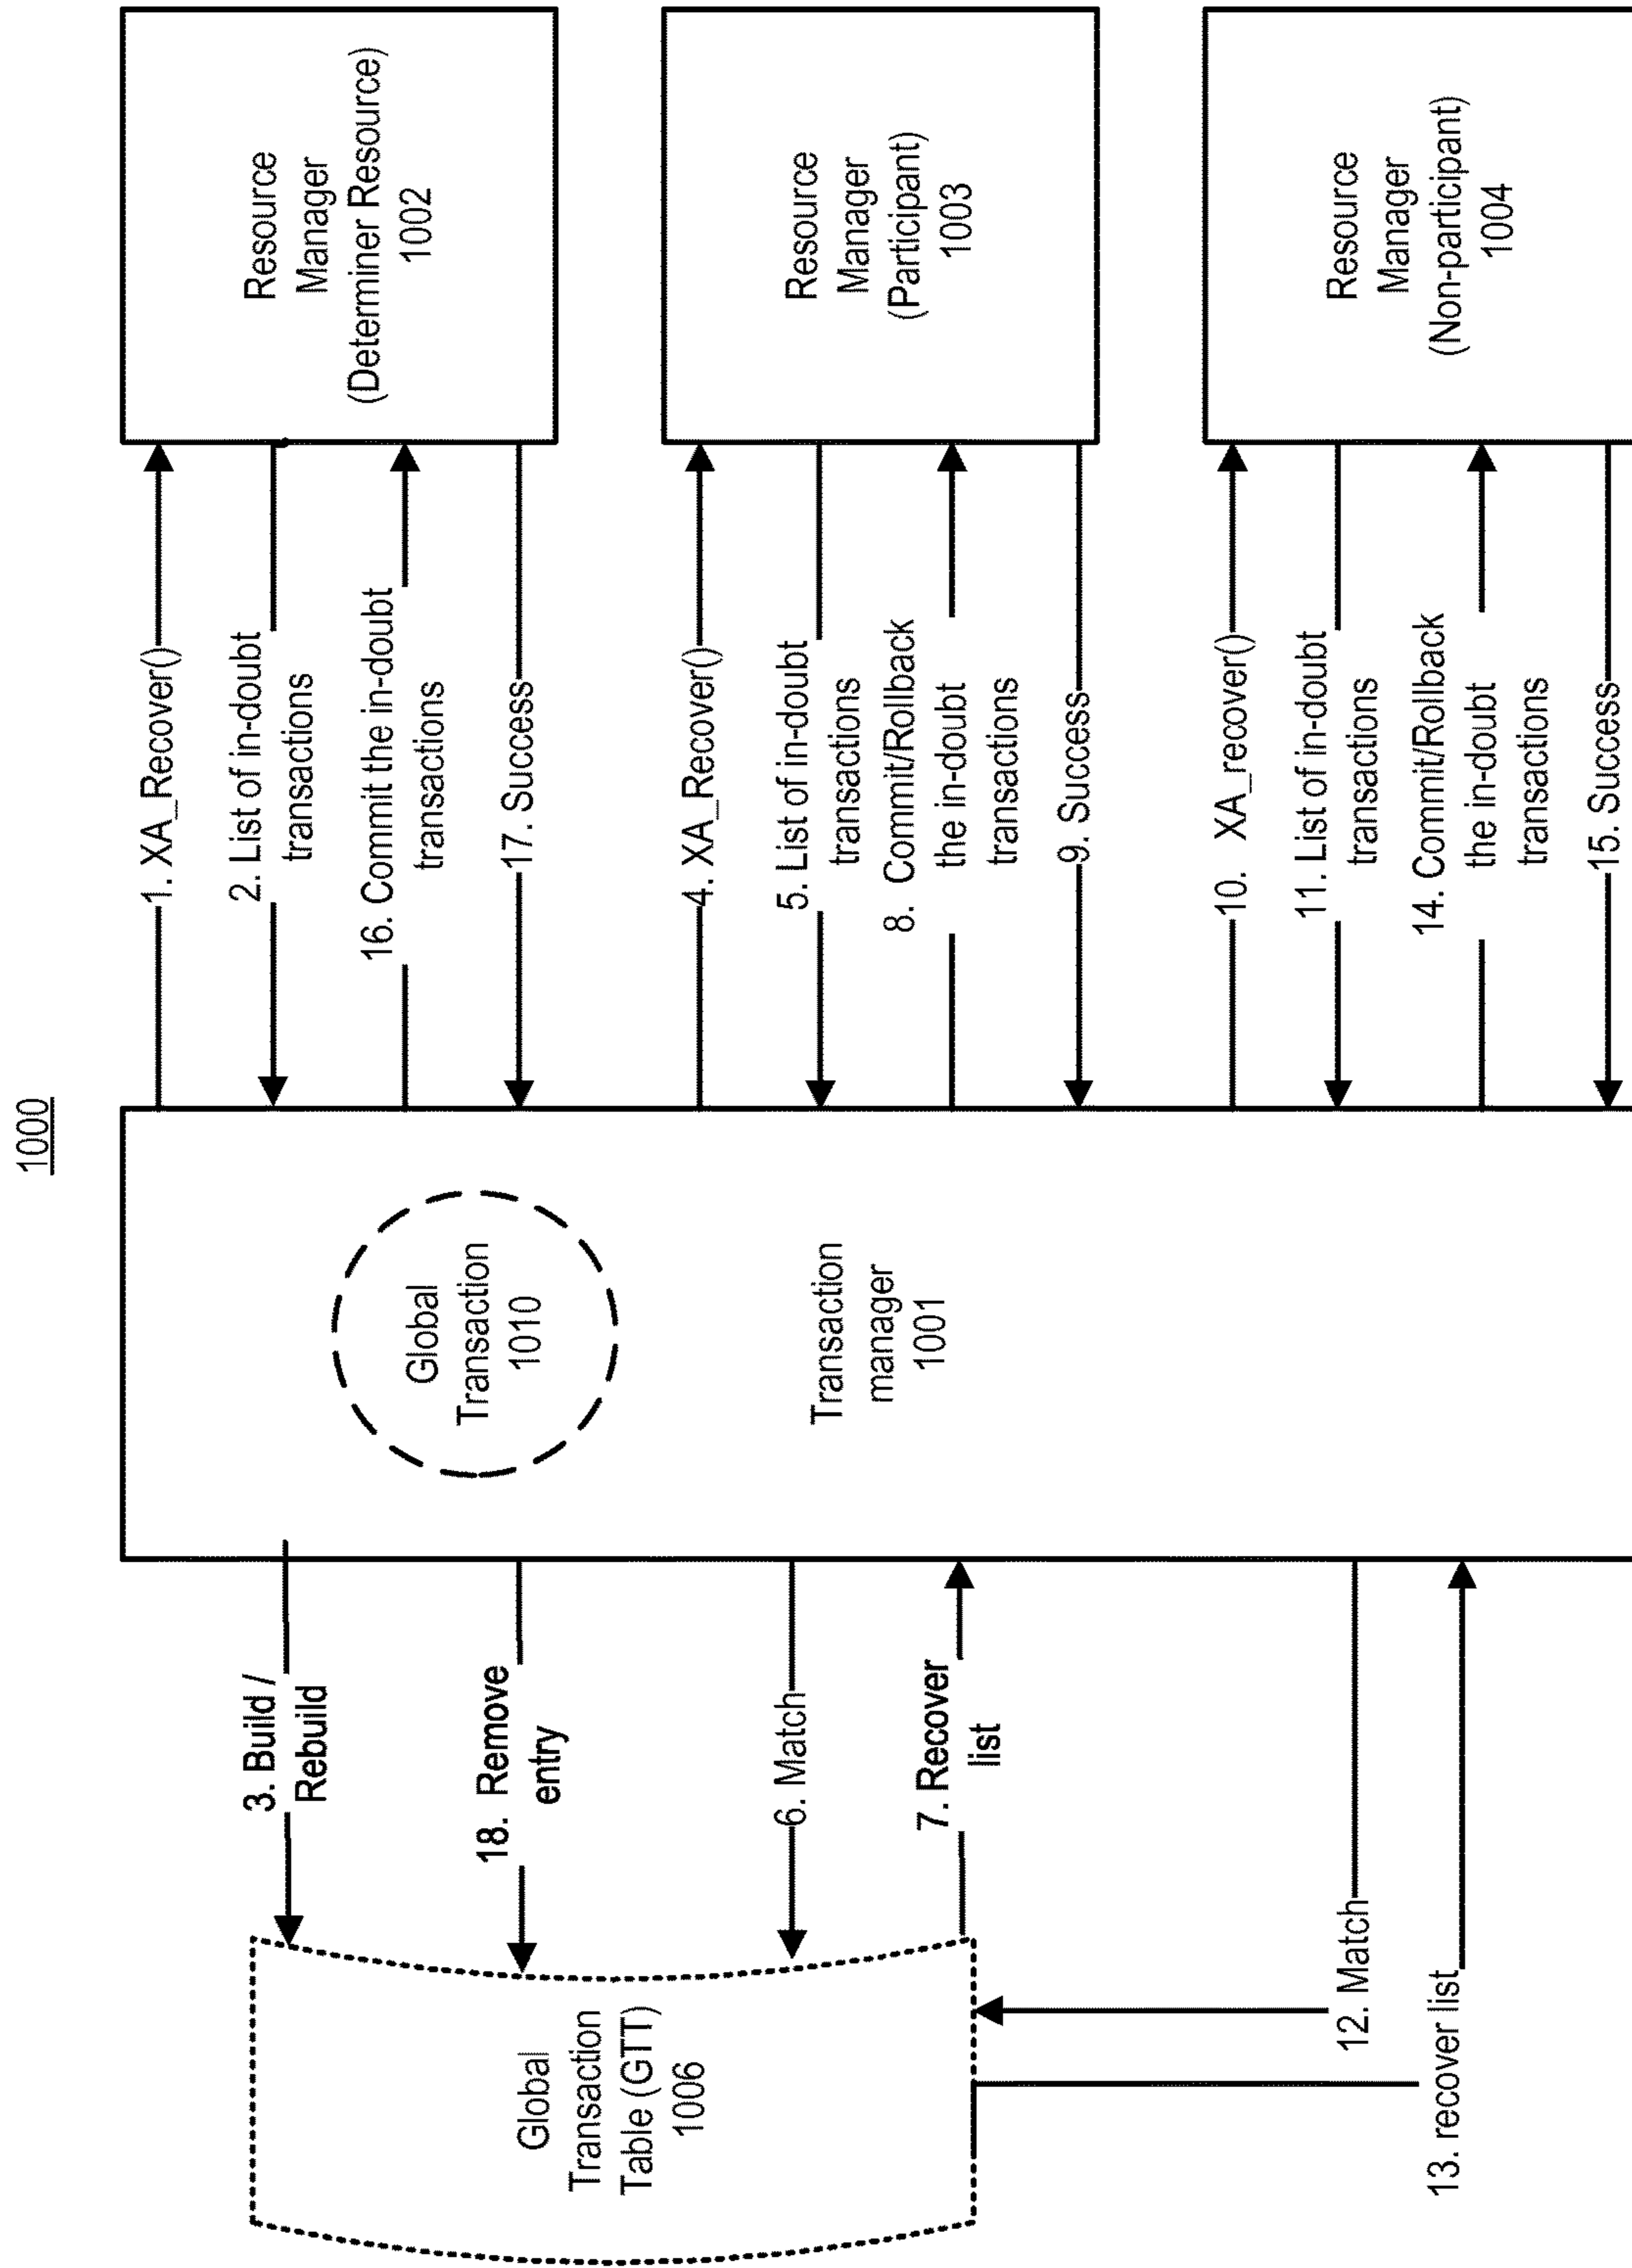 1000
3. Build /
Rebuild
18. Remove
entry
6. Match
7. Recover
list
12. Match
13. recover list
Global
Transaction
Table (GTT)
1006
Global
Transaction
1010
Transaction
manager
1001
1. XA_Recover()
2. List of in-doubt
transactions
16. Commit the in-doubt
transactions
17. Success
4. XA_Recover()
5. List of in-doubt
transactions
8. Commit/Rollback
the in-doubt
transactions
9. Success
10. XA_recover()
11. List of in-doubt
transactions
14. Commit/Rollback
the in-doubt
transactions
15. Success
Resource
Manager
(Determiner Resource)
1002
Resource
Manager
(Participant)
1003
Resource
Manager
(Non-participant)
1004